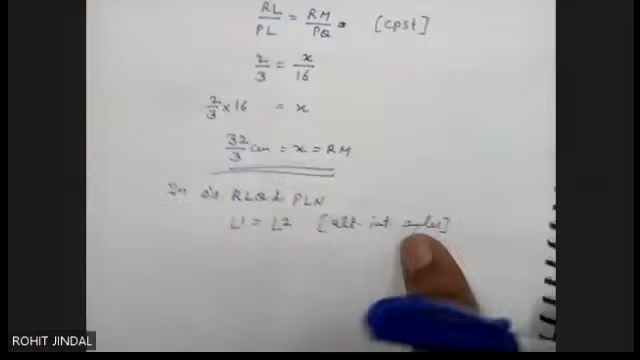 RL/PL = RM/PQ. [cpst]
2/3 = x/16
2/3 x 16 = x
32/3 cm = x = RM
In Δ's RLQ & PLN
∠1 = ∠2 [alt. int angles]
ROHIT JINDAL